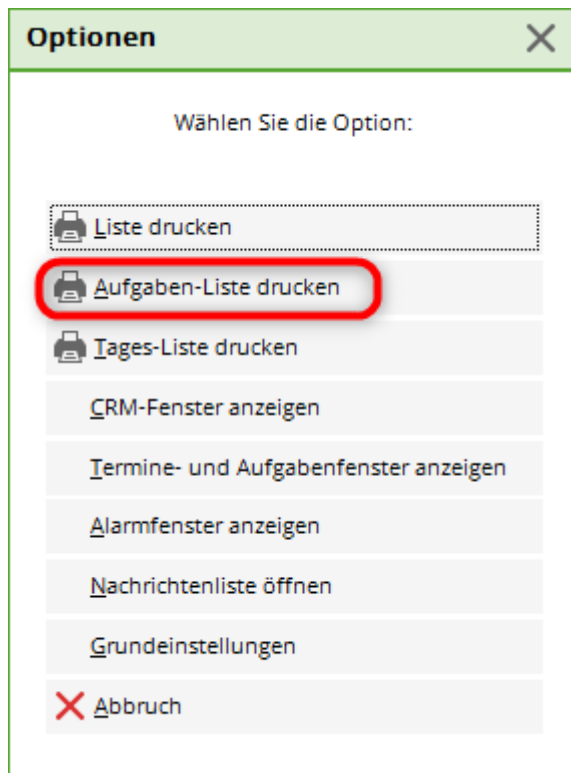 Optionen
Wählen Sie die Option:
Liste drucken
Aufgaben-Liste drucken
Tages-Liste drucken
CRM-Fenster anzeigen
Termine- und Aufgabenfenster anzeigen
Alarmfenster anzeigen
Nachrichtenliste öffnen
Grundeinstellungen
Abbruch